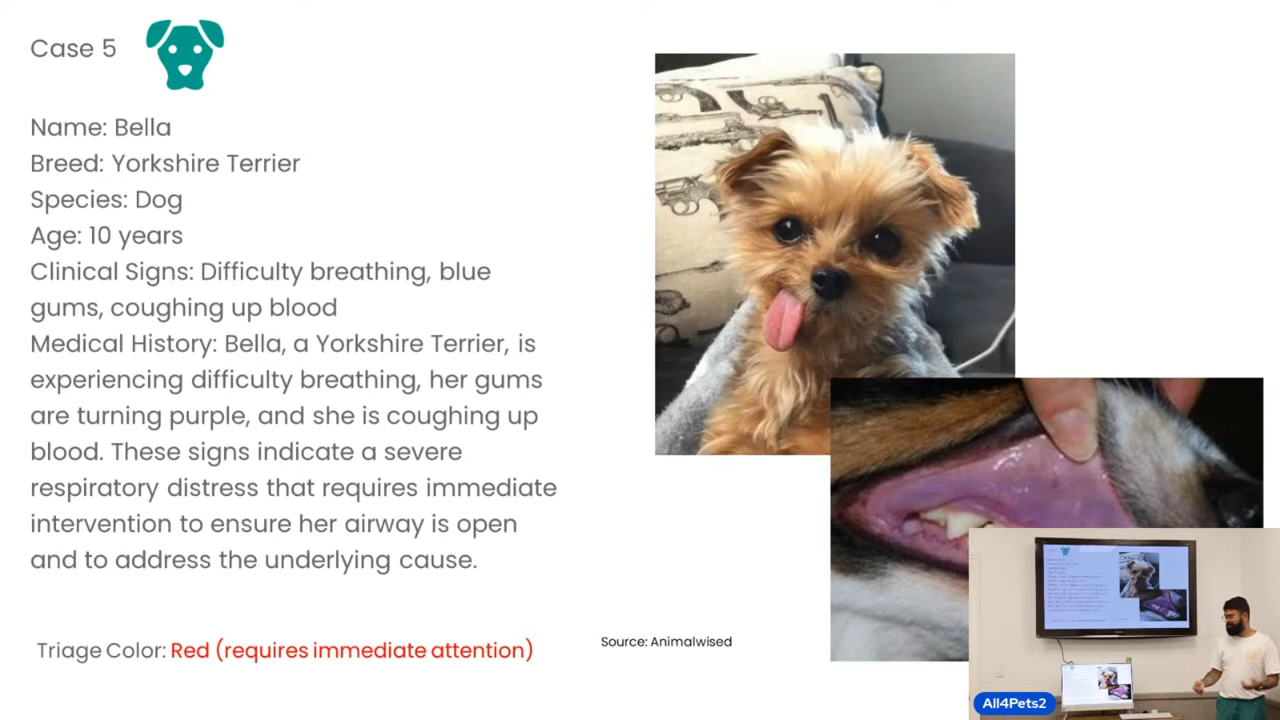 Case 5
Name: Bella
Breed: Yorkshire Terrier
Species: Dog
Age: 10 years
Clinical Signs: Difficulty breathing, blue
gums, coughing up blood
Medical History: Bella, a Yorkshire Terrier, is
experiencing difficulty breathing, her gums
are turning purple, and she is coughing up
blood. These signs indicate a severe
respiratory distress that requires immediate
intervention to ensure her airway is open
and to address the underlying cause.
Triage Color: Red (requires immediate attention)
Source: Animalwised
All4Pets2